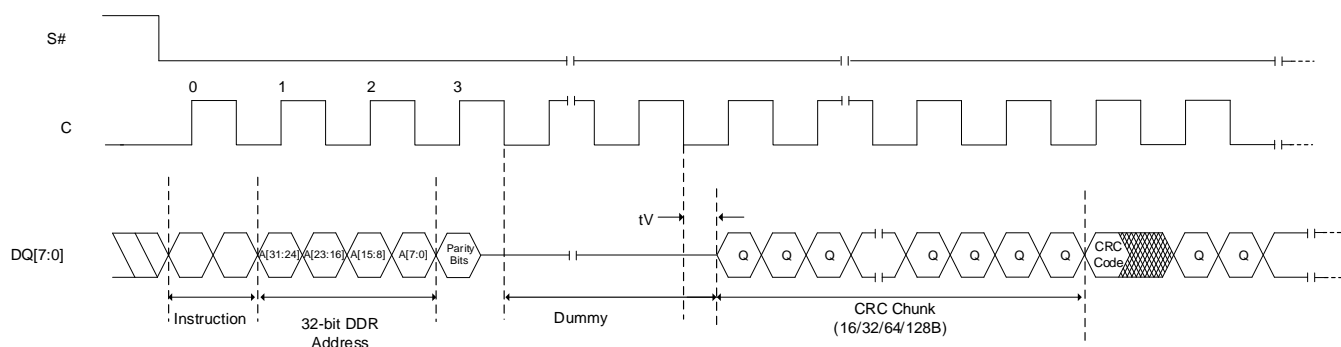 S#
0 1 2 3
C
tV
DQ[7:0]
A[31:24] A[23:16] A[15:8] A[7:0] Parity Bits Q Q Q Q Q Q Q CRC Code Q Q
Instruction
32-bit DDR
Address
Dummy
CRC Chunk
(16/32/64/128B)